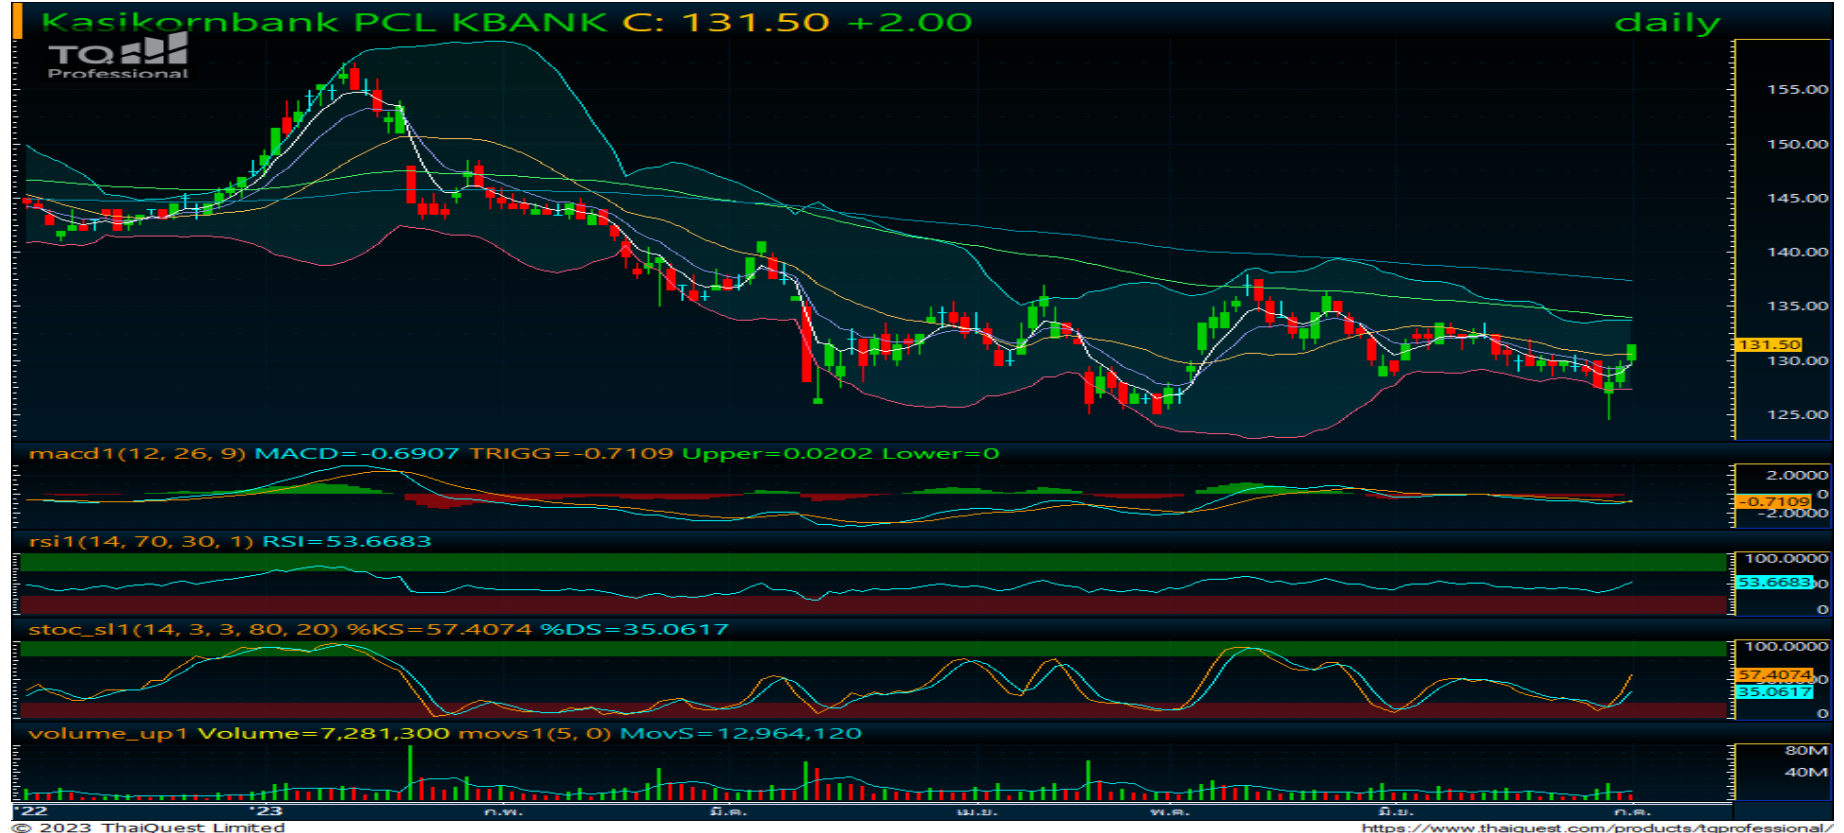 Kasikornbank PCL KBANK C: 131.50 +2.00 daily
TQ
Professional
155.00
150.00
145.00
140.00
135.00
131.50
130.00
125.00
macd1(12, 26, 9) MACD=-0.6907 TRIGG=-0.7109 Upper=0.0202 Lower=0
2.0000
0
-0.7109
-2.0000
rsi1(14, 70, 30, 1) RSI=53.6683
100.0000
53.6683
0
stoc_sl1(14, 3, 3, 80, 20) %KS=57.4074 %DS=35.0617
100.0000
57.4074
35.0617
0
volume_up1 Volume=7,281,300 movs1(5, 0) MovS=12,964,120
80M
40M
'22 '23 ก.พ. มี.ค. เม.ย. พ.ค. มิ.ย. ก.ค.
© 2023 ThaiQuest Limited https://www.thaiquest.com/products/tqprofessional/